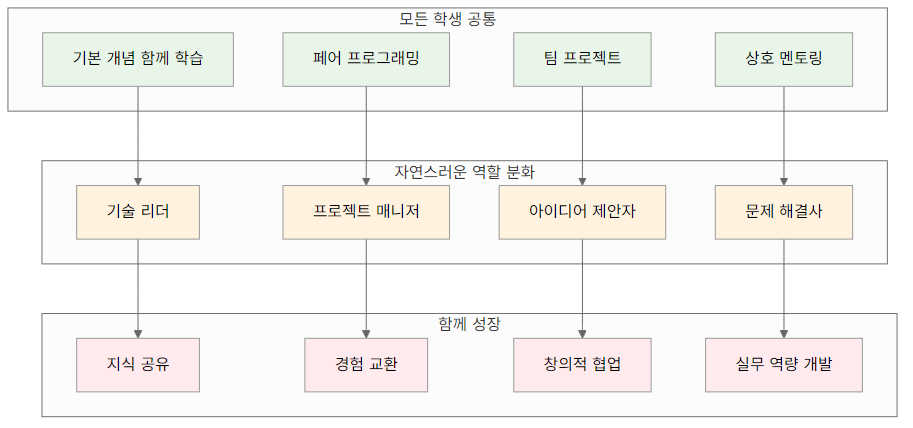 모든 학생 공통
기본 개념 함께 학습
페어 프로그래밍
팀 프로젝트
상호 멘토링
자연스러운 역할 분화
기술 리더
프로젝트 매니저
아이디어 제안자
문제 해결사
함께 성장
지식 공유
경험 교환
창의적 협업
실무 역량 개발